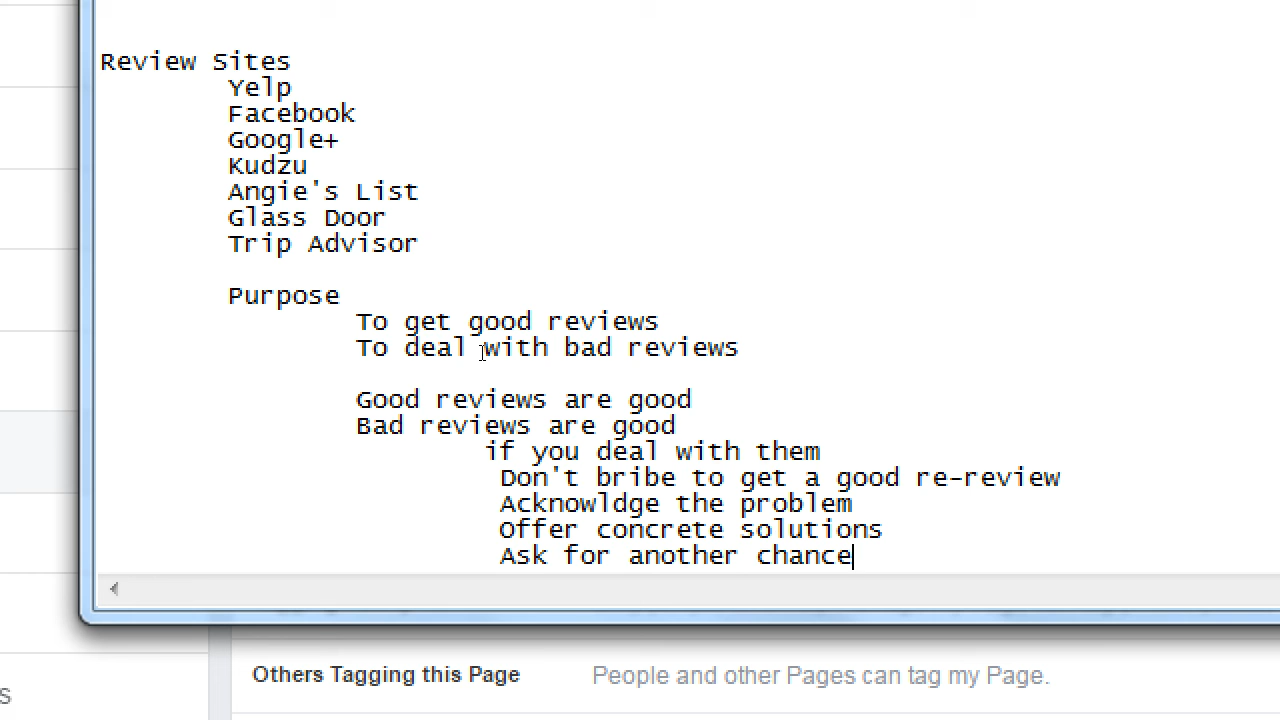 Review Sites
Yelp
Facebook
Google+
Kudzu
Angie's List
Glass Door
Trip Advisor
Purpose
To get good reviews
To deal with bad reviews
Good reviews are good
Bad reviews are good
if you deal with them
Don't bribe to get a good re-review
Acknowldge the problem
Offer concrete solutions
Ask for another chance
Others Tagging this Page People and other Pages can tag my Page.